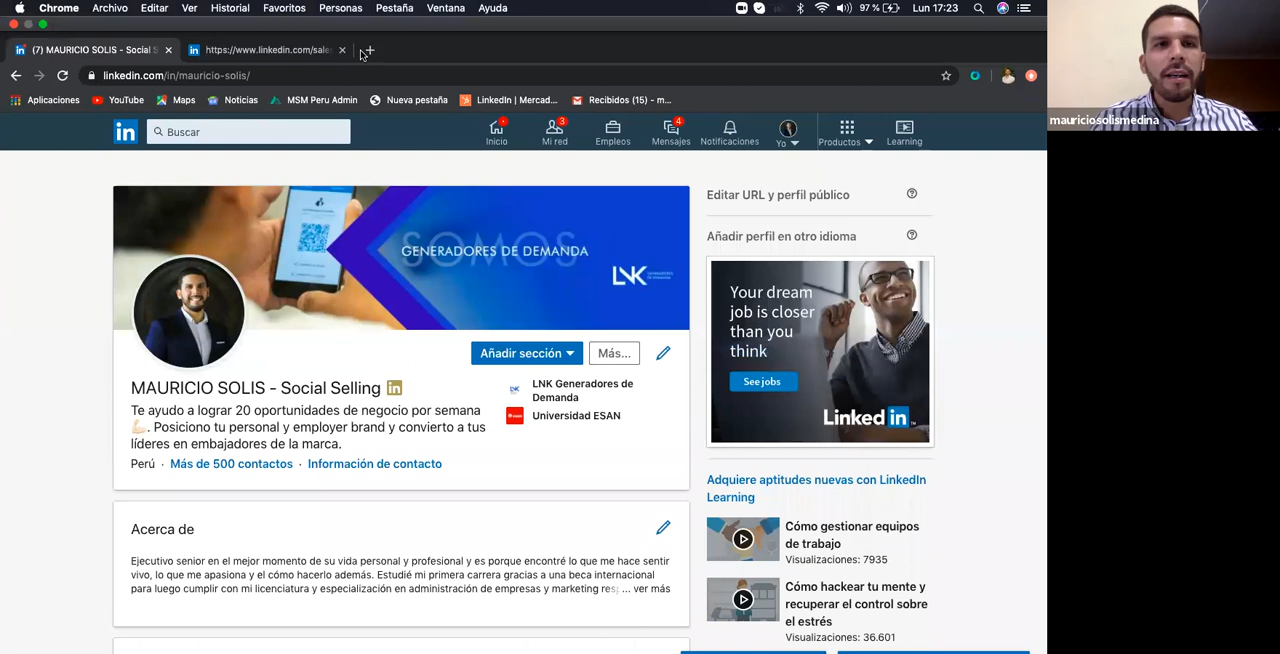 Chrome Archivo Editar Ver Historial Favoritos Personas Pestaña Ventana Ayuda 97 % Lun 17:23
(7) MAURICIO SOLIS - Social S
https://www.linkedin.com/sale
linkedin.com/in/mauricio-solis/
Aplicaciones YouTube Maps Noticias MSM Peru Admin Nueva pestaña LinkedIn | Mercad... Recibidos (15) – m...
mauriciosolismedina
in Buscar
3 4
Inicio Mi red Empleos Mensajes Notificaciones Yo Productos Learning
SOMOS
GENERADORES DE DEMANDA
LNK GENERADORES DE DEMANDA
Añadir sección Más...
MAURICIO SOLIS - Social Selling in
Te ayudo a lograr 20 oportunidades de negocio por semana
💪🏻. Posiciono tu personal y employer brand y convierto a tus
líderes en embajadores de la marca.
Perú · Más de 500 contactos · Información de contacto
LNK Generadores de
Demanda
Universidad ESAN
Acerca de
Ejecutivo senior en el mejor momento de su vida personal y profesional y es porque encontré lo que me hace sentir
vivo, lo que me apasiona y el cómo hacerlo además. Estudié mi primera carrera gracias a una beca internacional
para luego cumplir con mi licenciatura y especialización en administración de empresas y marketing resp ... ver más
Editar URL y perfil público
Añadir perfil en otro idioma
Your dream
job is closer
than you
think
See jobs
Linked in
Adquiere aptitudes nuevas con LinkedIn
Learning
Cómo gestionar equipos
de trabajo
Visualizaciones: 7935
Cómo hackear tu mente y
recuperar el control sobre
el estrés
Visualizaciones: 36.601